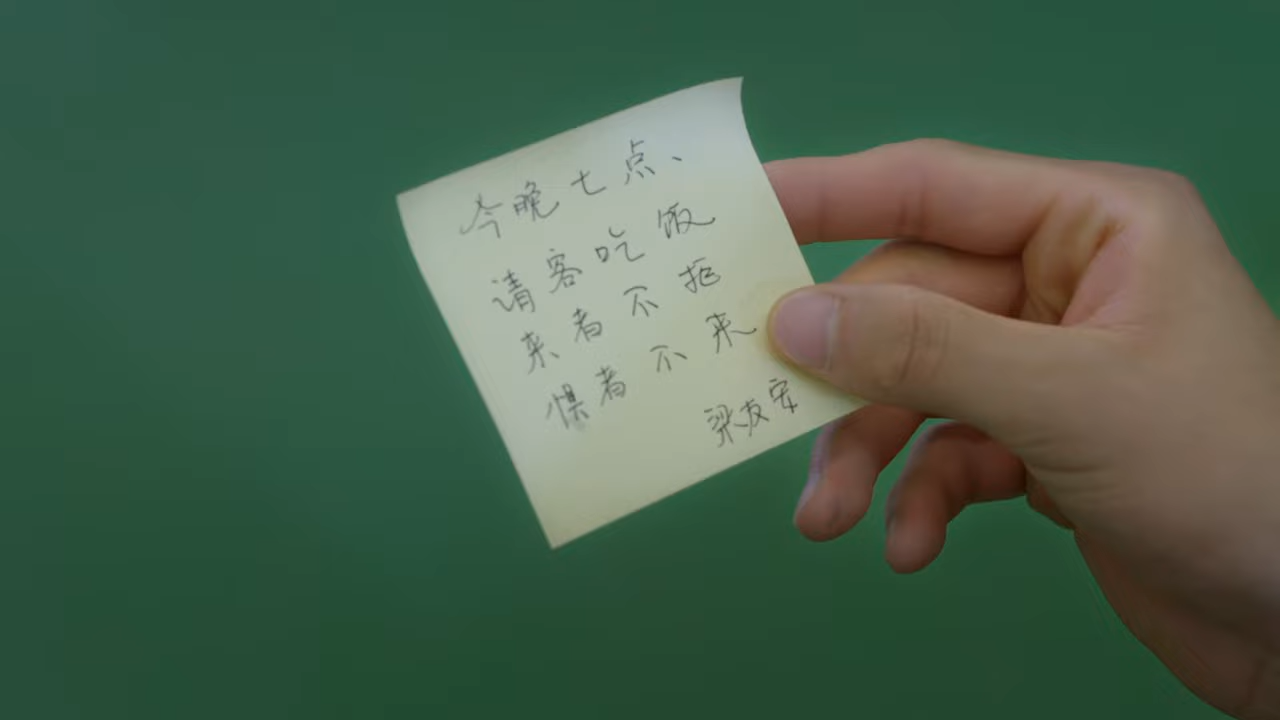 今晚七点、
请客吃饭
来者不拒
惧者不来
梁友安